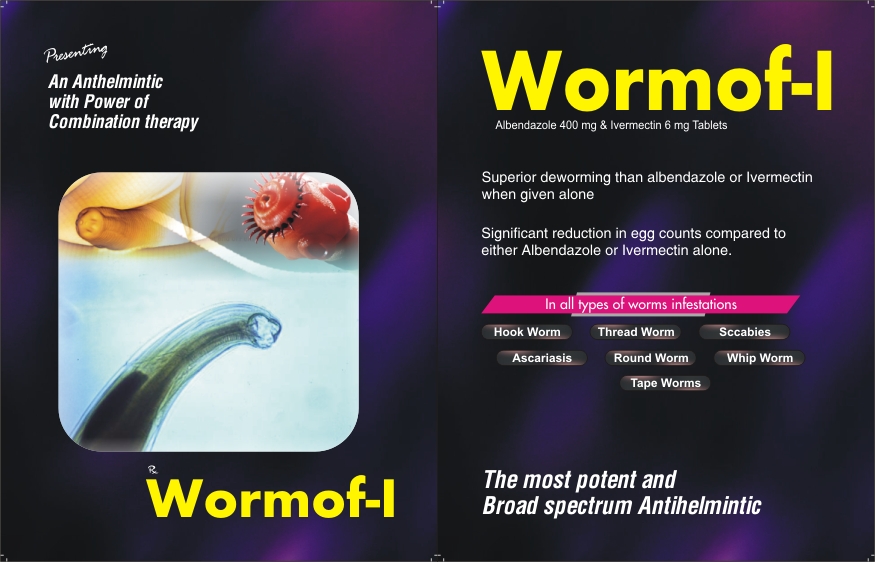 Presenting
An Anthelmintic
with Power of
Combination therapy
Rx
Wormof-I
Wormof-I
Albendazole 400 mg & Ivermectin 6 mg Tablets
Superior deworming than albendazole or Ivermectin
when given alone
Significant reduction in egg counts compared to
either Albendazole or Ivermectin alone.
In all types of worms infestations
Hook Worm Thread Worm Sccabies
Ascariasis Round Worm Whip Worm
Tape Worms
The most potent and
Broad spectrum Antihelmintic